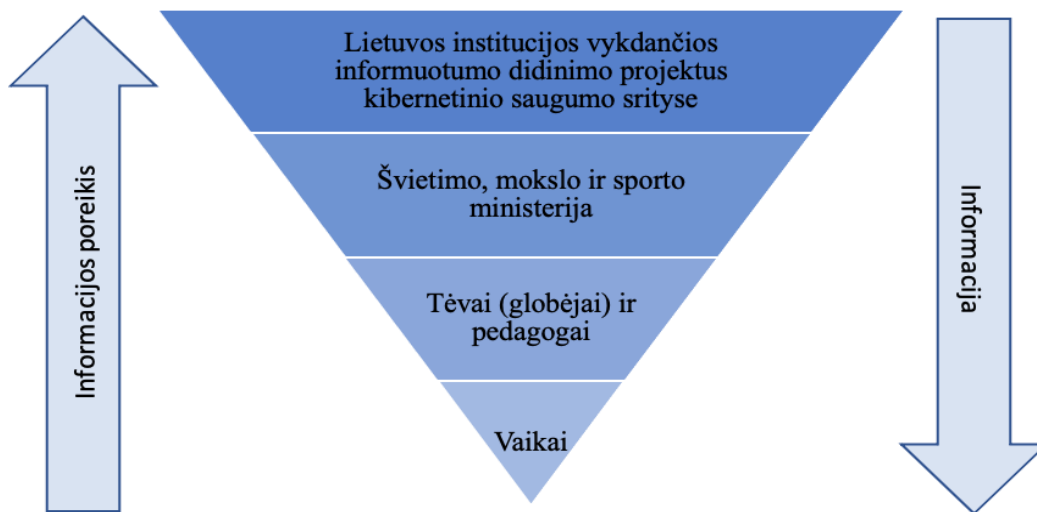 Informacijos poreikis
Lietuvos institucijos vykdančios
informuotumo didinimo projektus
kibernetinio saugumo srityse
Švietimo, mokslo ir sporto
ministerija
Tėvai (globėjai) ir
pedagogai
Vaikai
Informacija